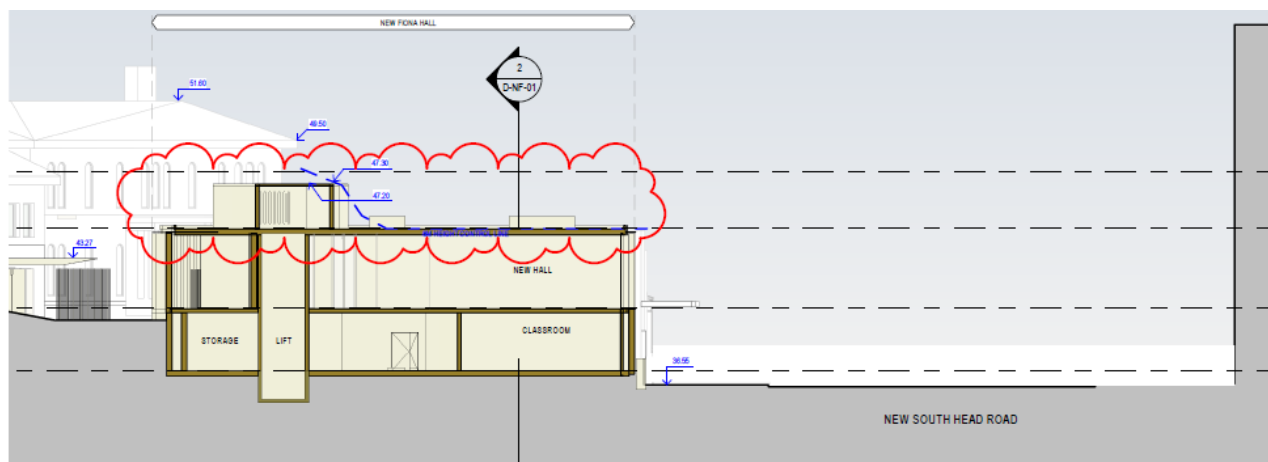 NEW FIONA HALL
2
D-NF-01
51.60
49.50
47.30
47.20
43.27
NEW HALL
STORAGE
LIFT
CLASSROOM
36.55
NEW SOUTH HEAD ROAD